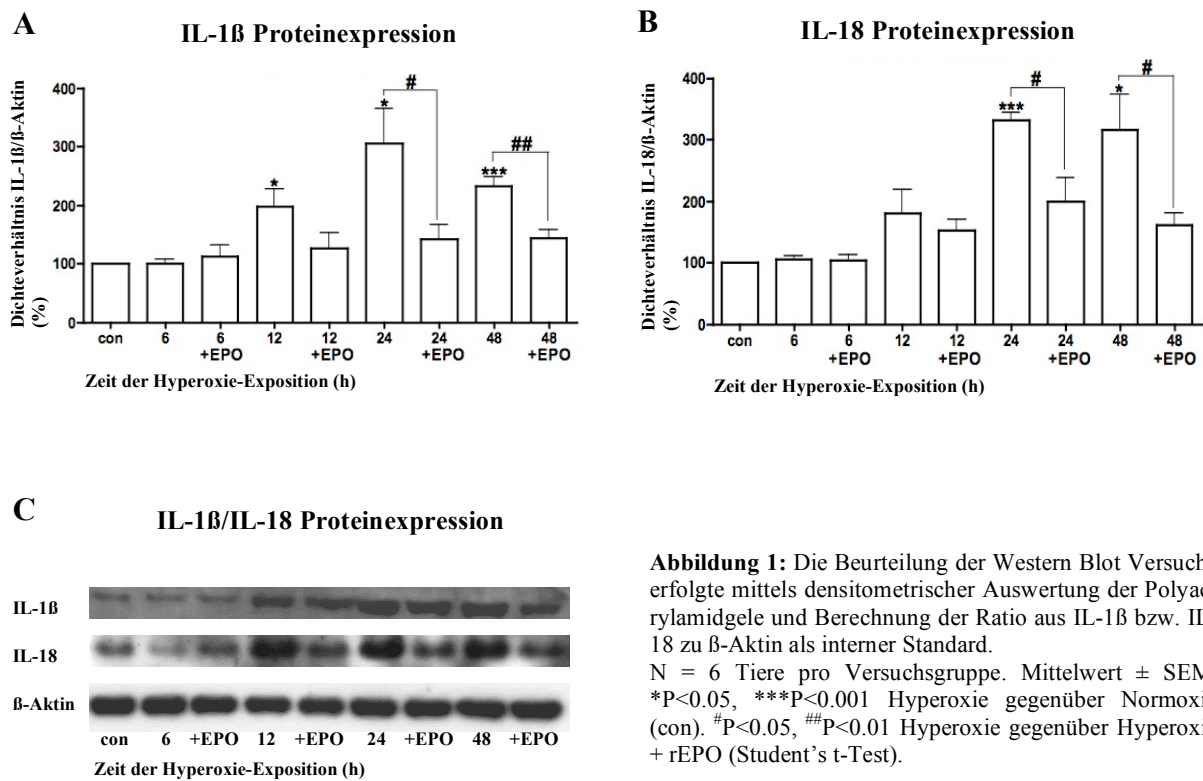 A
IL-1ß Proteinexpression
Dichteverhältnis IL-1ß/ß-Aktin
(%)
400
300
200
100
0
*
*
#
***
##
con 6 6 12 12 24 24 48 48
+EPO +EPO +EPO +EPO
Zeit der Hyperoxie-Exposition (h)
B
IL-18 Proteinexpression
Dichteverhältnis IL-18/ß-Aktin
(%)
400
300
200
100
0
***
#
*
#
con 6 6 12 12 24 24 48 48
+EPO +EPO +EPO +EPO
Zeit der Hyperoxie-Exposition (h)
C
IL-1ß/IL-18 Proteinexpression
IL-1ß
IL-18
ß-Aktin
con 6 +EPO 12 +EPO 24 +EPO 48 +EPO
Zeit der Hyperoxie-Exposition (h)
Abbildung 1: Die Beurteilung der Western Blot Versuch
erfolgte mittels densitometrischer Auswertung der Polyac
rylamidgele und Berechnung der Ratio aus IL-1ß bzw. IL
18 zu ß-Aktin als interner Standard.
N = 6 Tiere pro Versuchsgruppe. Mittelwert ± SEM
*P<0.05, ***P<0.001 Hyperoxie gegenüber Normoxi
(con). #P<0.05, ##P<0.01 Hyperoxie gegenüber Hyperoxi
+ rEPO (Student’s t-Test).